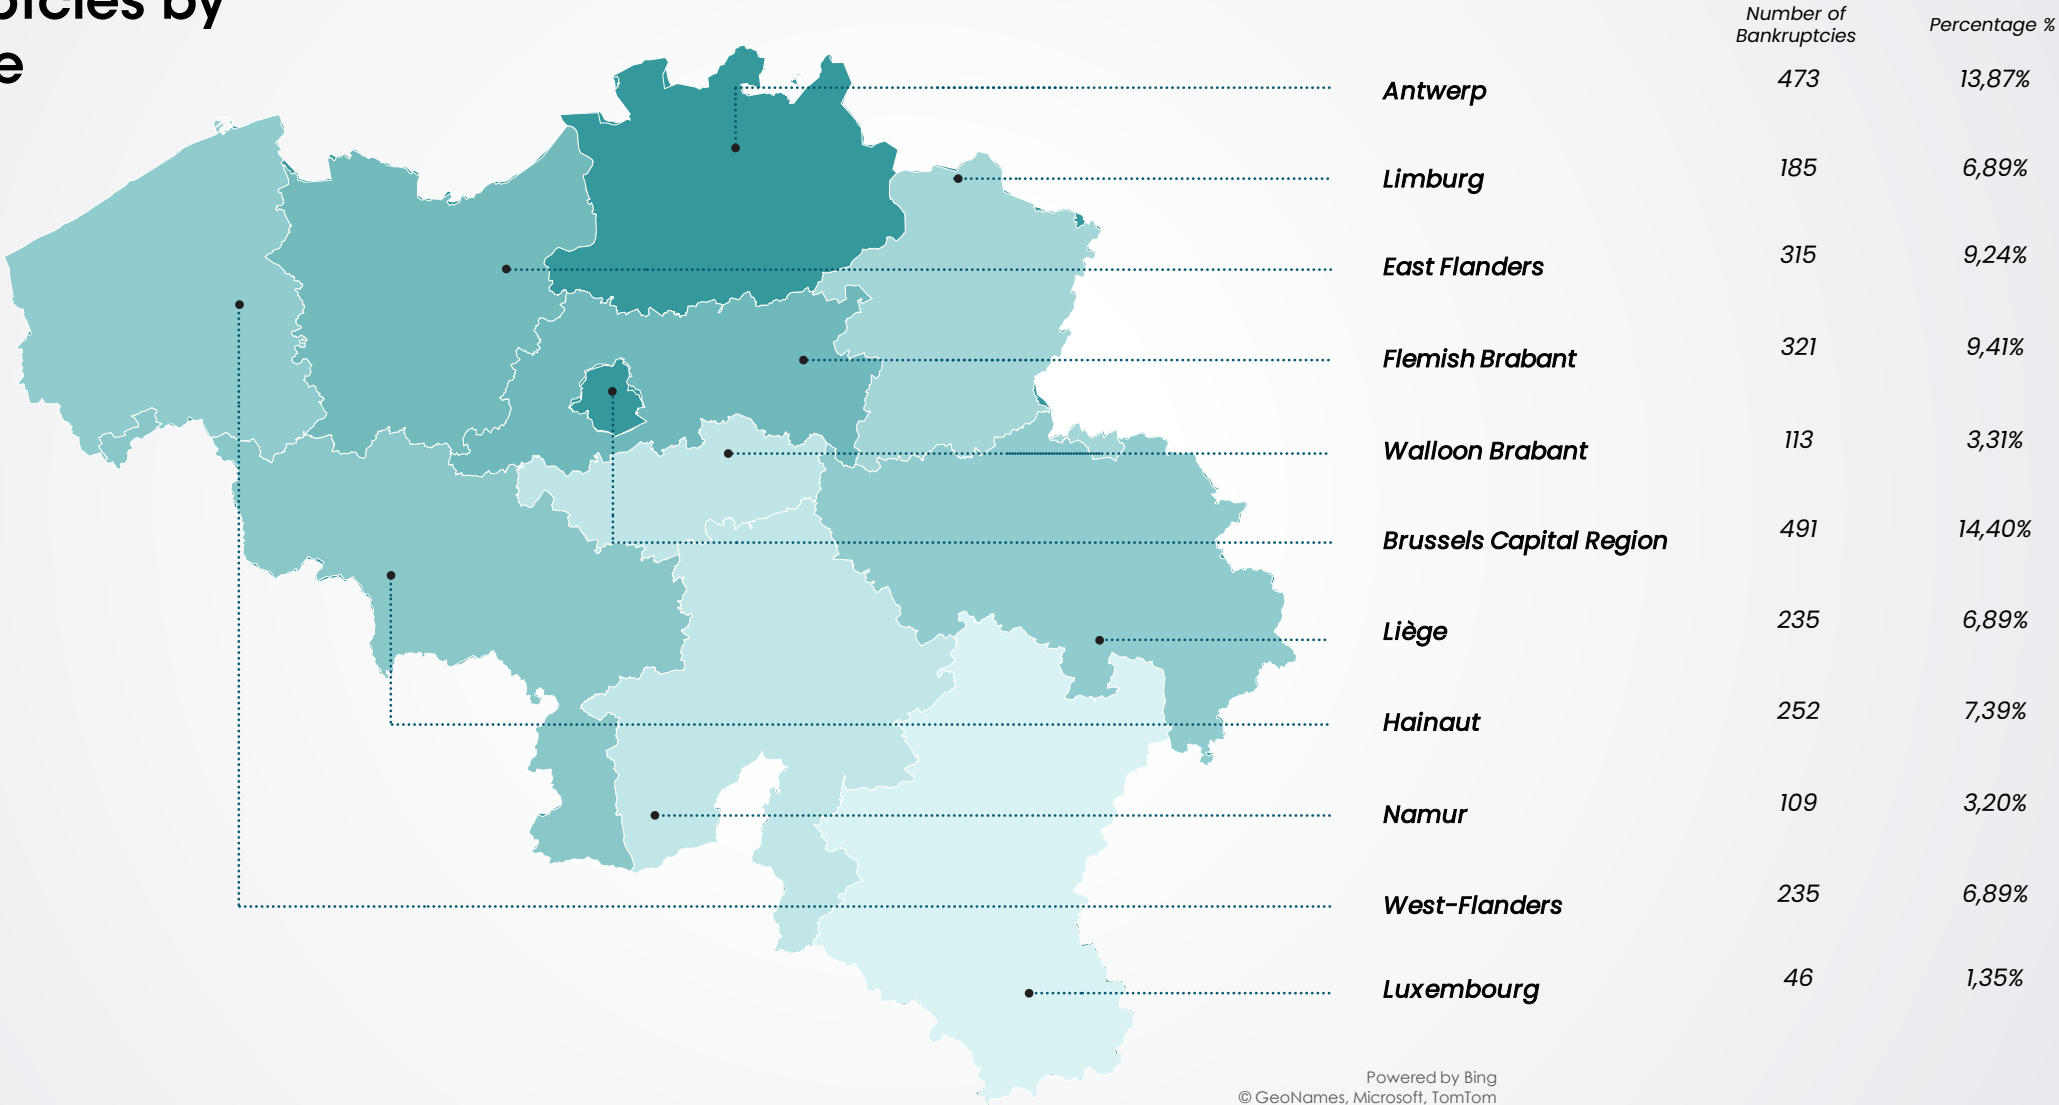 by
e
Number of
Bankruptcies
Percentage %
Antwerp 473 13,87%
Limburg 185 6,89%
East Flanders 315 9,24%
Flemish Brabant 321 9,41%
Walloon Brabant 113 3,31%
Brussels Capital Region 491 14,40%
Liège 235 6,89%
Hainaut 252 7,39%
Namur 109 3,20%
West-Flanders 235 6,89%
Luxembourg 46 1,35%
Powered by Bing
© GeoNames, Microsoft, TomTom